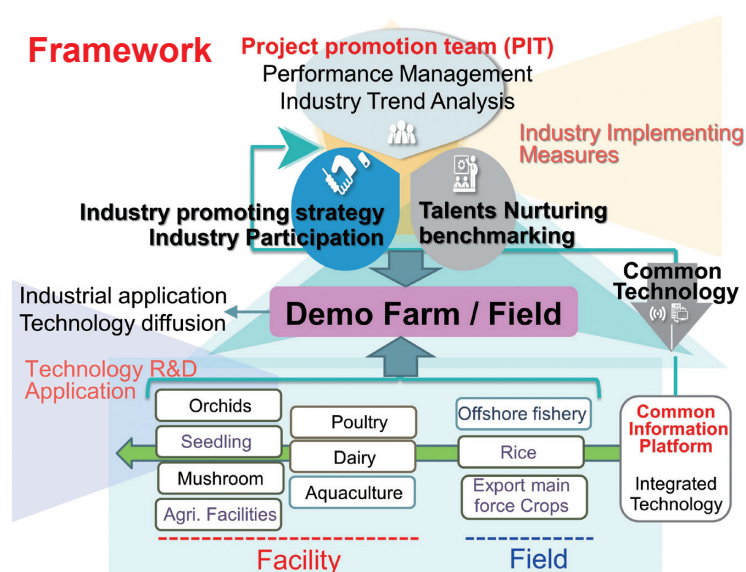 Framework
Project promotion team (PIT)
Performance Management
Industry Trend Analysis
Industry Implementing
Measures
Industry promoting strategy
Industry Participation
Talents Nurturing
benchmarking
Common
Technology
Industrial application
Technology diffusion
Demo Farm / Field
Technology R&D
Application
Orchids
Seedling
Mushroom
Agri. Facilities
Poultry
Dairy
Aquaculture
Offshore fishery
Rice
Export main
force Crops
Common
Information
Platform
Integrated
Technology
Facility
Field